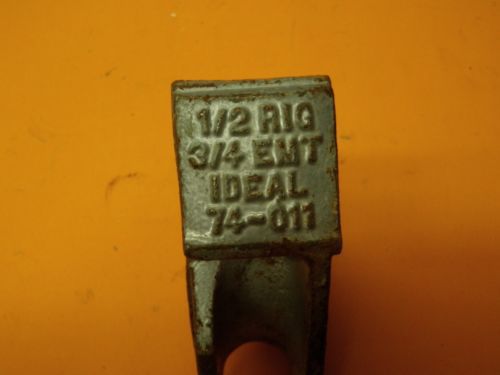 1/2 RIG
3/4 EMT
IDEAL
74-011